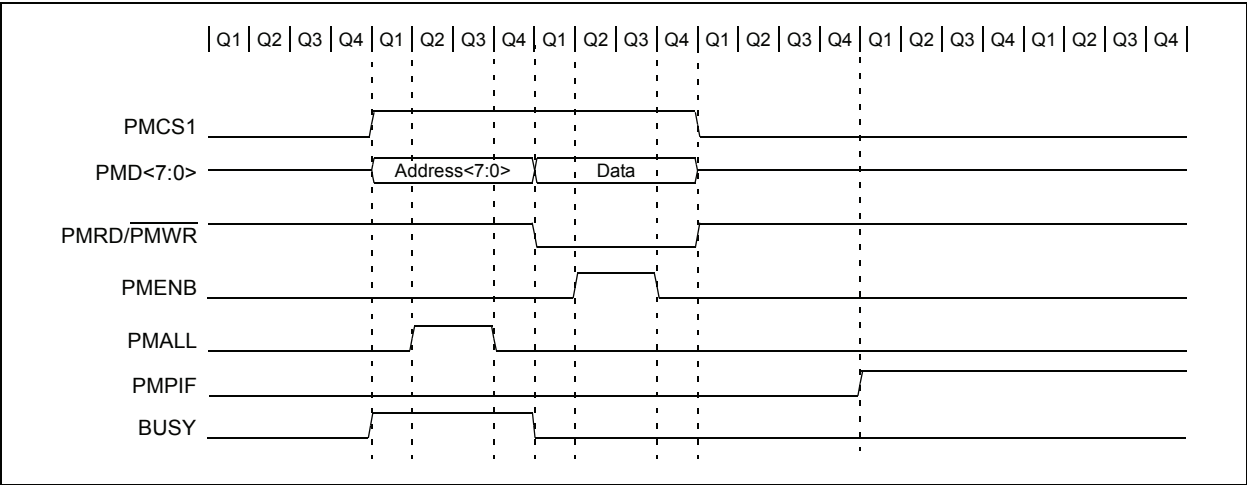 Q1 Q2 Q3 Q4 Q1 Q2 Q3 Q4 Q1 Q2 Q3 Q4 Q1 Q2 Q3 Q4 Q1 Q2 Q3 Q4 Q1 Q2 Q3 Q4
PMCS1
PMD<7:0> Address<7:0> Data
PMRD/PMWR
PMENB
PMALL
PMPIF
BUSY